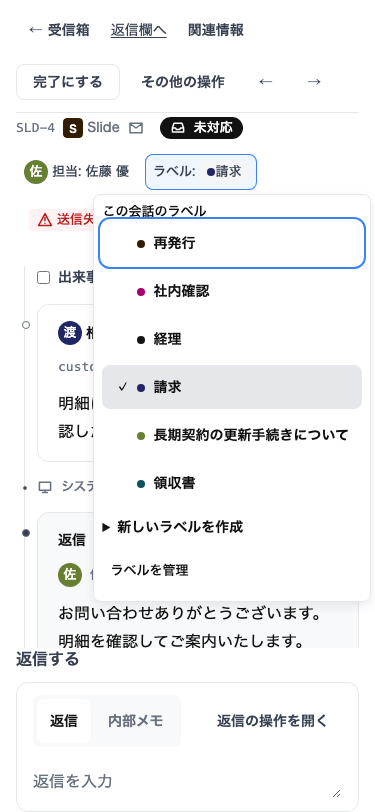 ← 受信箱 返信欄へ 関連情報
完了にする その他の操作 ← →
SLD-4 S Slide 未対応
佐 担当: 佐藤 優 ラベル: 請求
送信失
この会話のラベル
再発行
社内確認
経理
✓ 請求
長期契約の更新手続きについて
領収書
▶ 新しいラベルを作成
ラベルを管理
出来事
渡
custo
明細
認し
システ
返信
佐
お問い合わせありがとうございます。
明細を確認してご案内いたします。
返信する
返信 内部メモ 返信の操作を開く
返信を入力